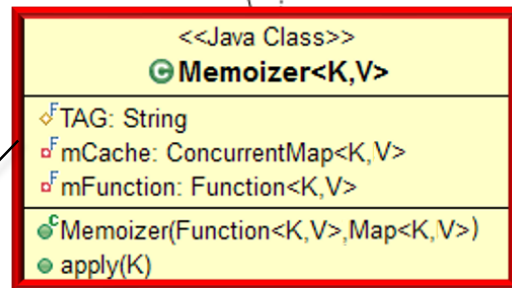 <<Java Class>>
C Memoizer<K,V>
F TAG: String
F mCache: ConcurrentMap<K,V>
F mFunction: Function<K,V>
C Memoizer(Function<K,V>,Map<K,V>)
apply(K)